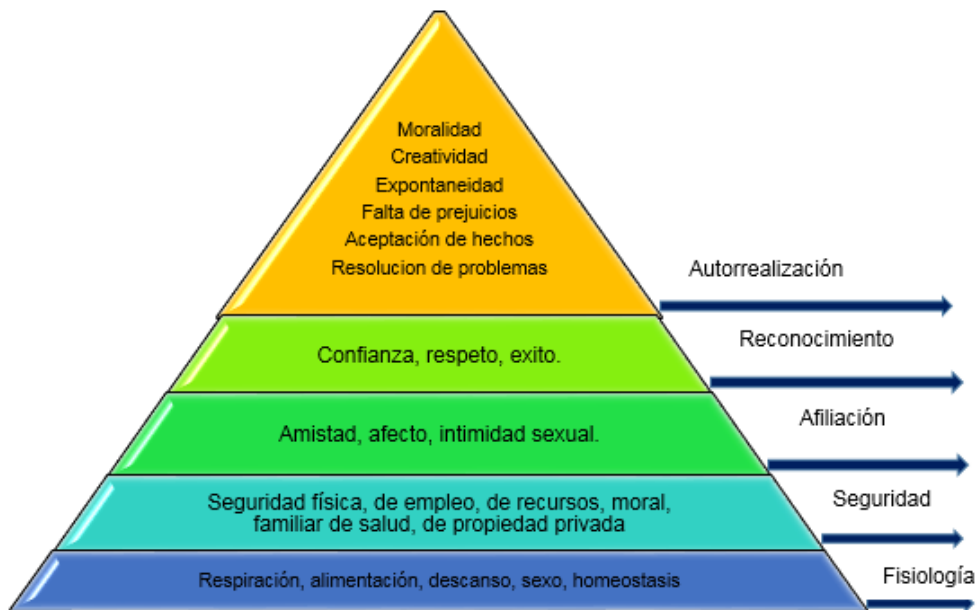 Moralidad
Creatividad
Expontaneidad
Falta de prejuicios
Aceptación de hechos
Resolucion de problemas
Autorrealización
Confianza, respeto, exito.
Reconocimiento
Amistad, afecto, intimidad sexual.
Afiliación
Seguridad física, de empleo, de recursos, moral,
familiar de salud, de propiedad privada
Seguridad
Respiración, alimentación, descanso, sexo, homeostasis
Fisiología